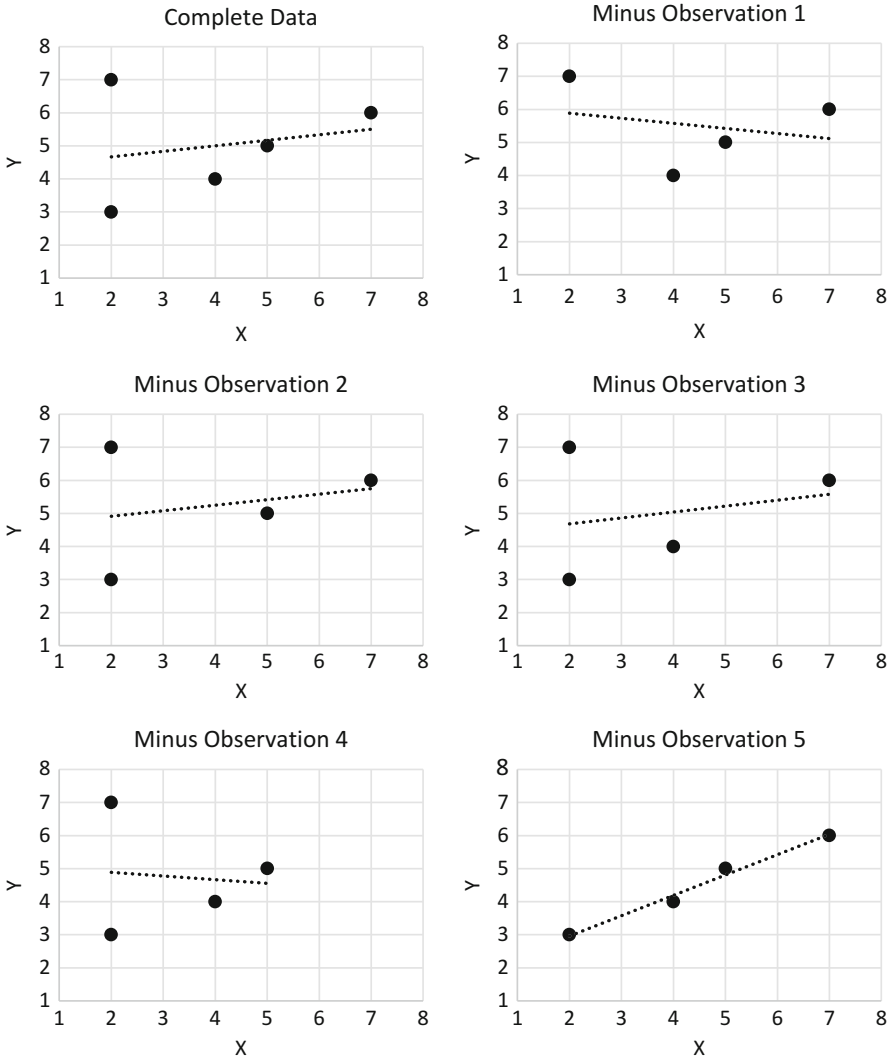 Complete Data
8
7
6
5
4
3
2
1
Y
1 2 3 4 5 6 7 8
X
Minus Observation 1
8
7
6
5
4
3
2
1
Y
1 2 3 4 5 6 7 8
X
Minus Observation 2
8
7
6
5
4
3
2
1
Y
1 2 3 4 5 6 7 8
X
Minus Observation 3
8
7
6
5
4
3
2
1
Y
1 2 3 4 5 6 7 8
X
Minus Observation 4
8
7
6
5
4
3
2
1
Y
1 2 3 4 5 6 7 8
X
Minus Observation 5
8
7
6
5
4
3
2
1
Y
1 2 3 4 5 6 7 8
X